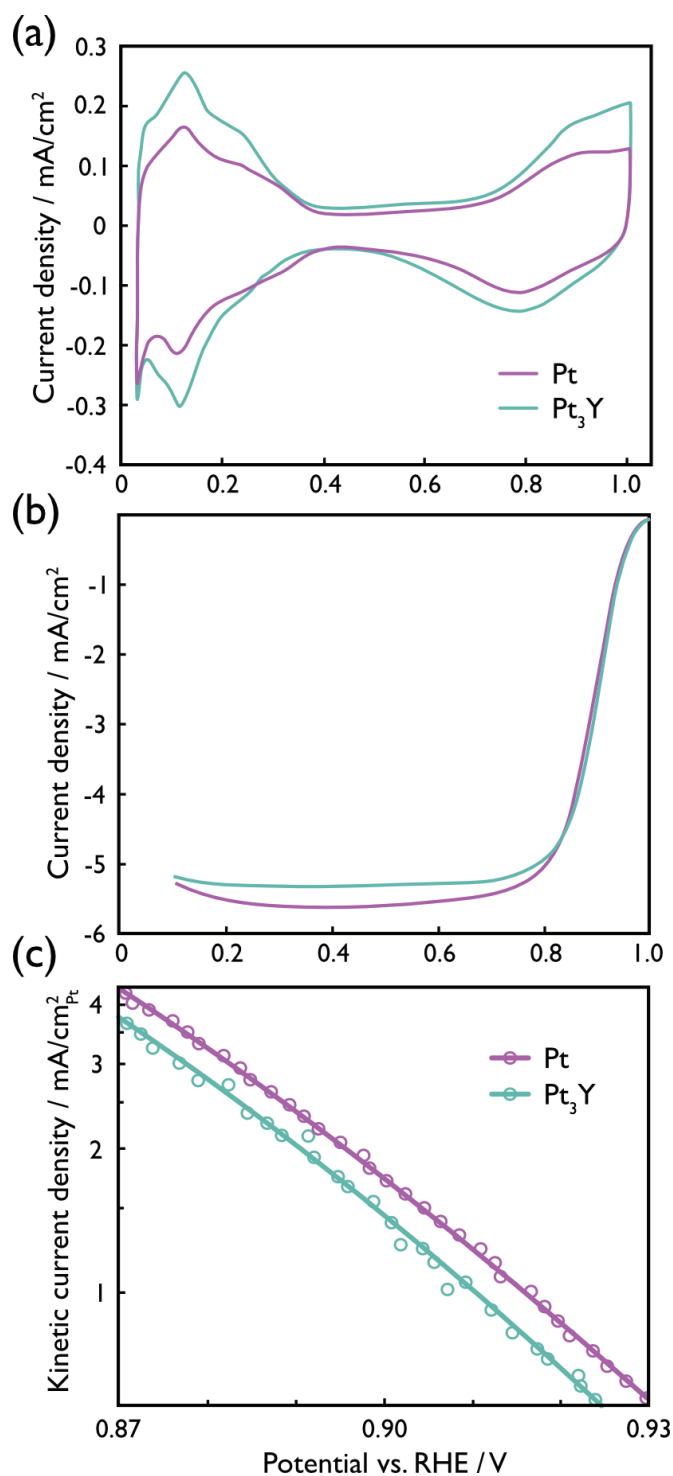 (a)
0.3
0.2
0.1
0
-0.1
-0.2
-0.3
-0.4
Current density / mA/cm²
Pt
Pt₃Y
0 0.2 0.4 0.6 0.8 1.0
(b)
-1
-2
-3
-4
-5
-6
Current density / mA/cm²
0 0.2 0.4 0.6 0.8 1.0
(c)
4
3
2
1
Kinetic current density / mA/cm²Pt
Pt
Pt₃Y
0.87 0.90 0.93
Potential vs. RHE / V